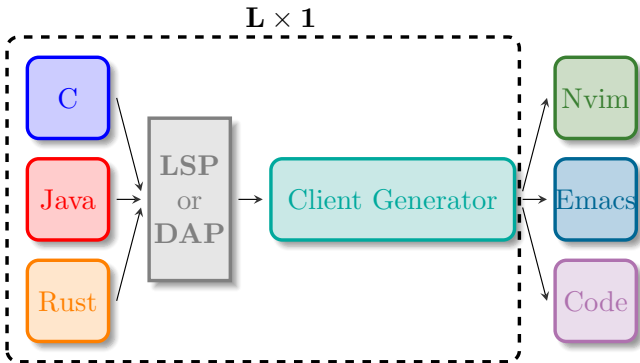 L × 1
C
Java
Rust
LSP
or
DAP
Client Generator
Nvim
Emacs
Code